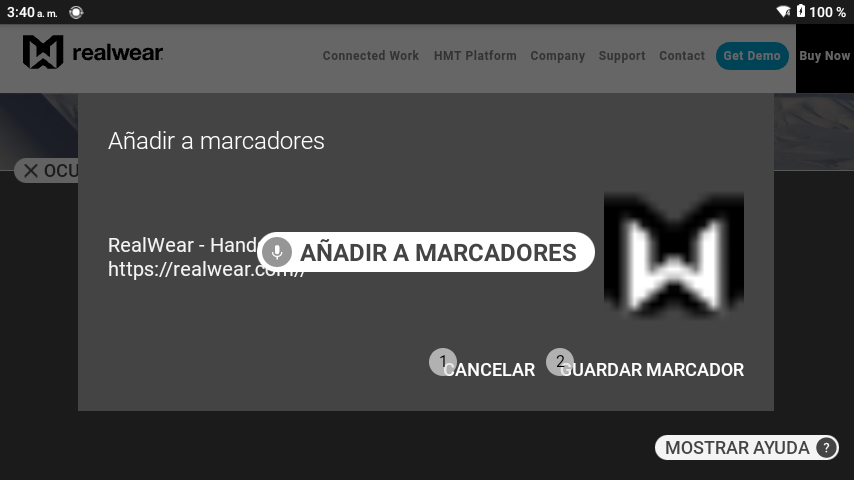 3:40 a. m.
100 %
realwear
Connected Work
HMT Platform
Company
Support
Contact
Get Demo
Buy Now
Añadir a marcadores
OCU
RealWear - Hand
AÑADIR A MARCADORES
https://realwear.com//
1 CANCELAR
2 GUARDAR MARCADOR
MOSTRAR AYUDA ?